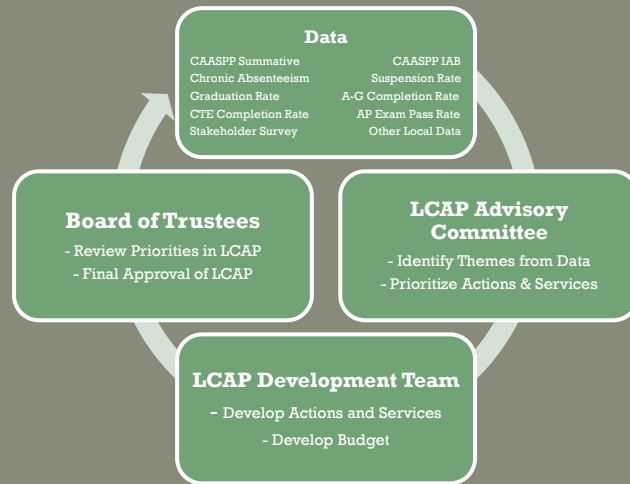 Data
CAASPP Summative
Chronic Absenteeism
Graduation Rate
CTE Completion Rate
Stakeholder Survey
CAASPP IAB
Suspension Rate
A-G Completion Rate
AP Exam Pass Rate
Other Local Data
Board of Trustees
- Review Priorities in LCAP
- Final Approval of LCAP
LCAP Advisory
Committee
- Identify Themes from Data
- Prioritize Actions & Services
LCAP Development Team
- Develop Actions and Services
- Develop Budget